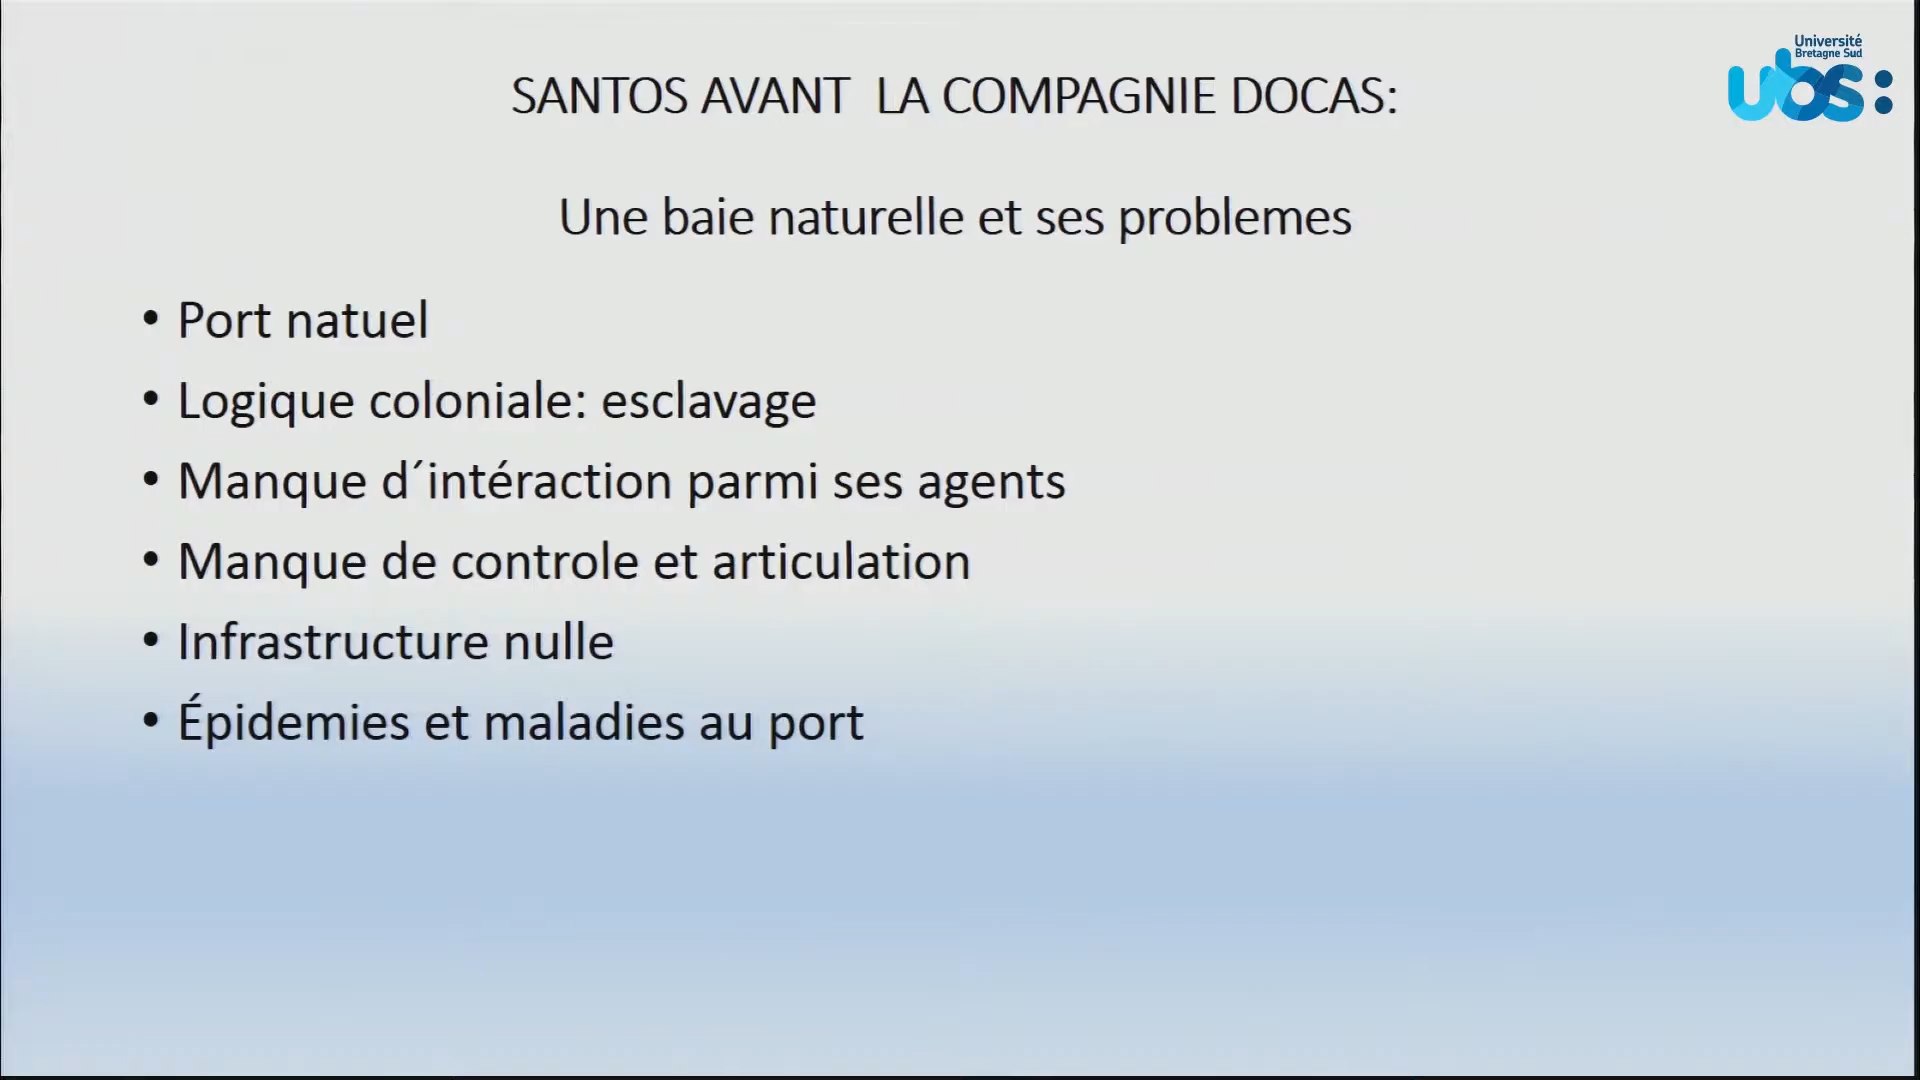 Université
Bretagne Sud
ubs:
SANTOS AVANT LA COMPAGNIE DOCAS:
Une baie naturelle et ses problemes
• Port natuel
• Logique coloniale: esclavage
• Manque d´intéraction parmi ses agents
• Manque de controle et articulation
• Infrastructure nulle
• Épidemies et maladies au port